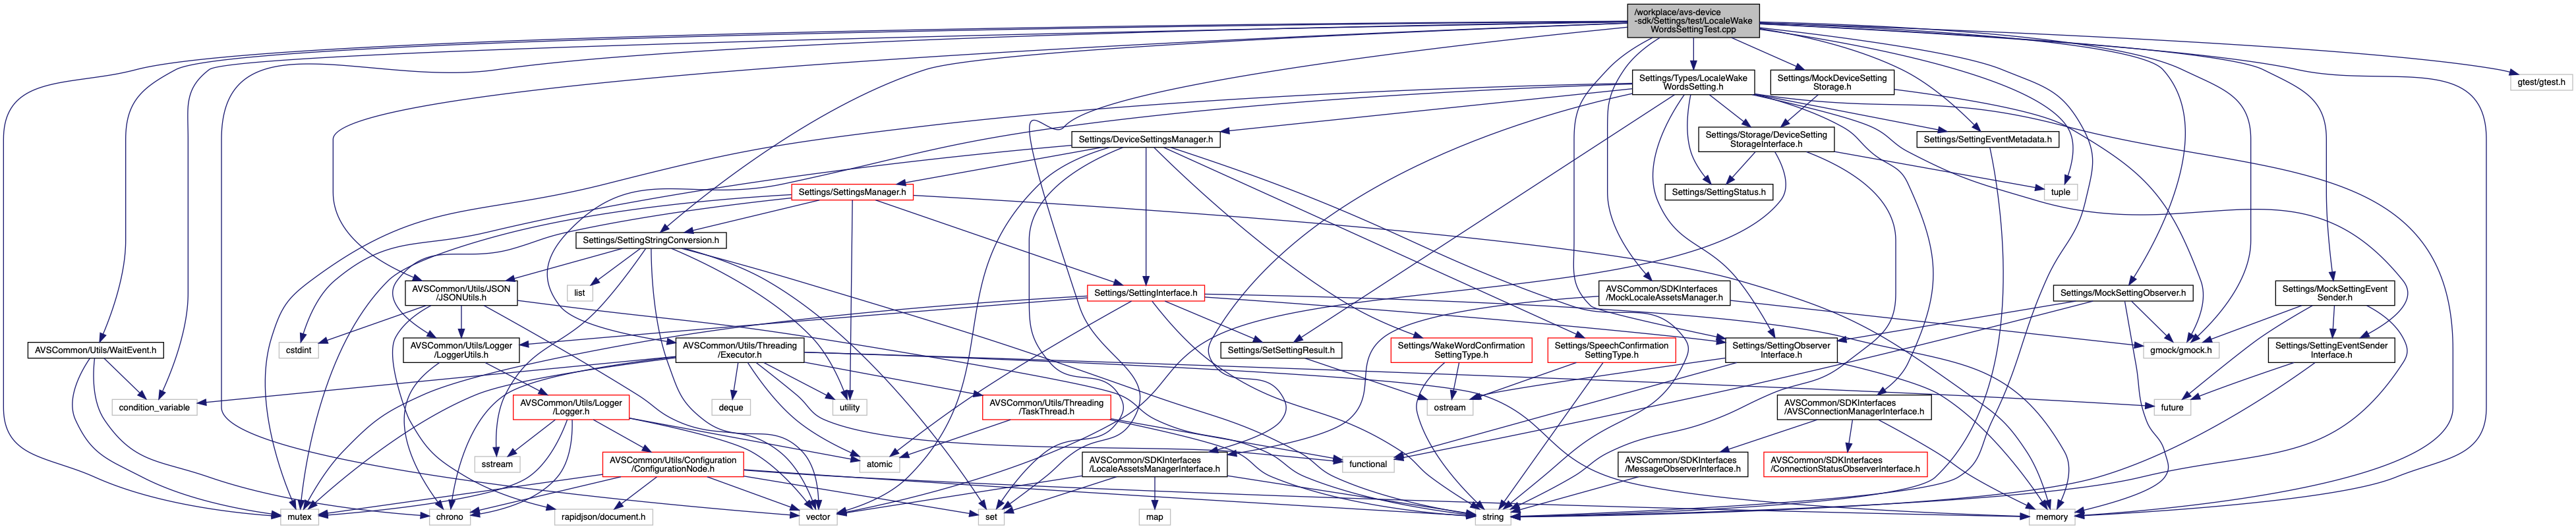 /workplace/avs-device
-sdk/Settings/test/LocaleWake
WordsSettingTest.cpp
Settings/Types/LocaleWake
WordsSetting.h
Settings/MockDeviceSetting
Storage.h
gtest/gtest.h
Settings/DeviceSettingsManager.h
Settings/Storage/DeviceSetting
StorageInterface.h
Settings/SettingEventMetadata.h
Settings/SettingsManager.h
Settings/SettingStatus.h
tuple
Settings/SettingStringConversion.h
AVSCommon/Utils/JSON
/JSONUtils.h
list
Settings/SettingInterface.h
AVSCommon/SDKInterfaces
/MockLocaleAssetsManager.h
Settings/MockSettingObserver.h
Settings/MockSettingEvent
Sender.h
AVSCommon/Utils/WaitEvent.h
cstdint
AVSCommon/Utils/Logger
/LoggerUtils.h
AVSCommon/Utils/Threading
/Executor.h
Settings/SetSettingResult.h
Settings/WakeWordConfirmation
SettingType.h
Settings/SpeechConfirmation
SettingType.h
Settings/SettingObserver
Interface.h
gmock/gmock.h
Settings/SettingEventSender
Interface.h
condition_variable
AVSCommon/Utils/Logger
/Logger.h
deque
utility
AVSCommon/Utils/Threading
/TaskThread.h
ostream
AVSCommon/SDKInterfaces
/AVSConnectionManagerInterface.h
future
sstream
AVSCommon/Utils/Configuration
/ConfigurationNode.h
atomic
AVSCommon/SDKInterfaces
/LocaleAssetsManagerInterface.h
functional
AVSCommon/SDKInterfaces
/MessageObserverInterface.h
AVSCommon/SDKInterfaces
/ConnectionStatusObserverInterface.h
mutex
chrono
rapidjson/document.h
vector
set
map
string
memory